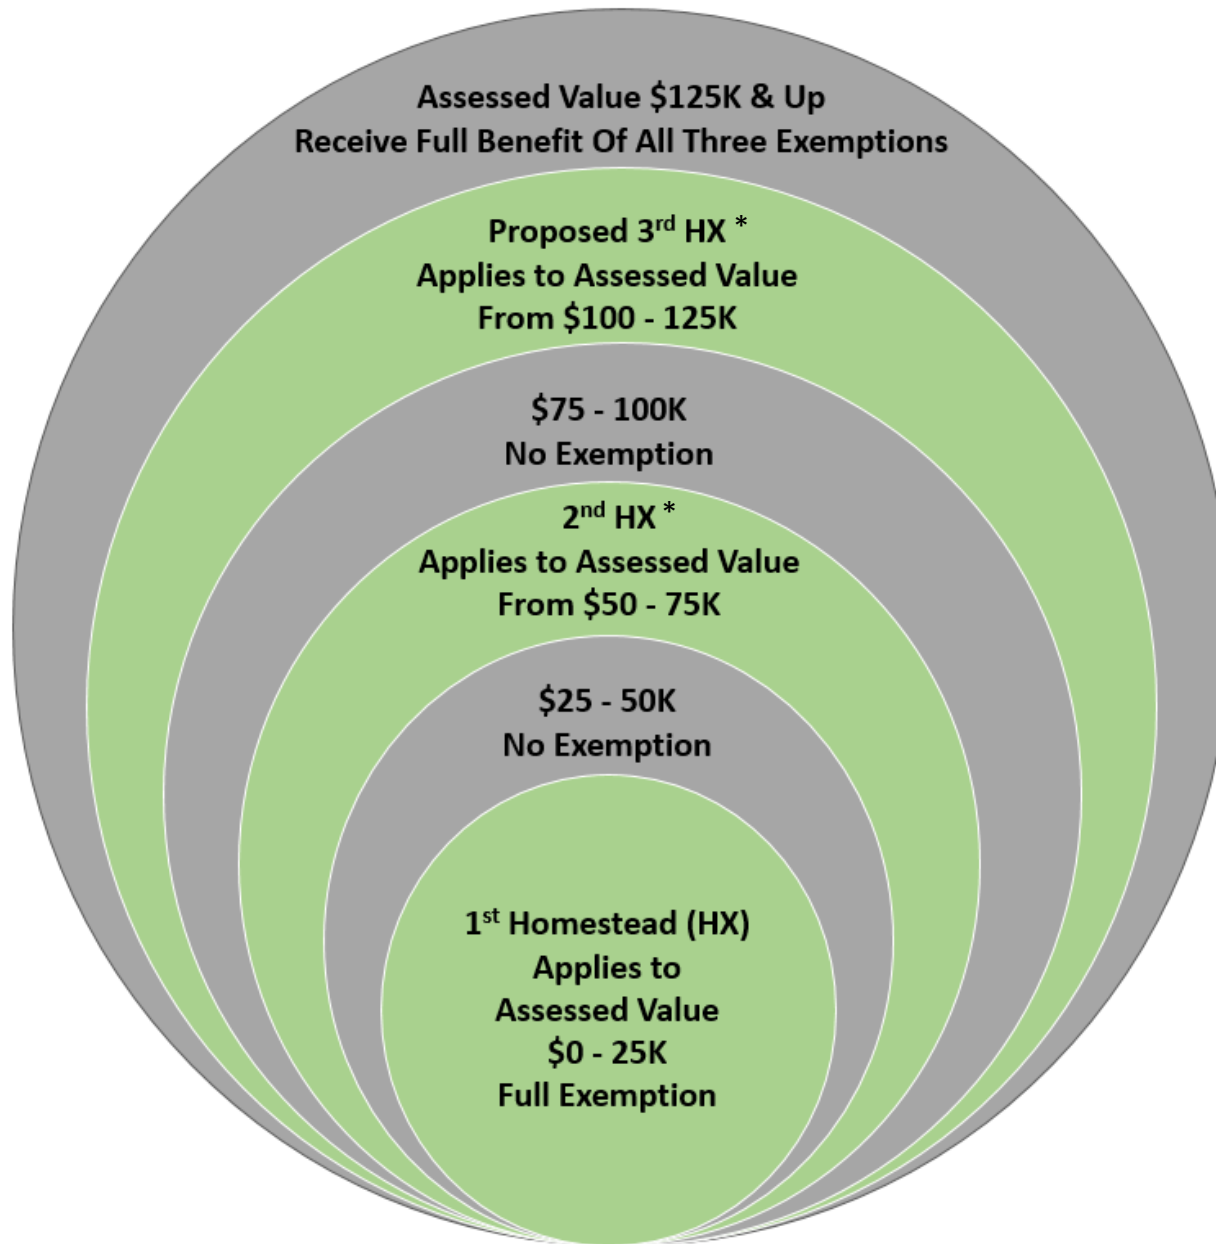 Assessed Value $125K & Up
Receive Full Benefit Of All Three Exemptions
Proposed 3rd HX *
Applies to Assessed Value
From $100 - 125K
$75 - 100K
No Exemption
2nd HX *
Applies to Assessed Value
From $50 - 75K
$25 - 50K
No Exemption
1st Homestead (HX)
Applies to
Assessed Value
$0 - 25K
Full Exemption